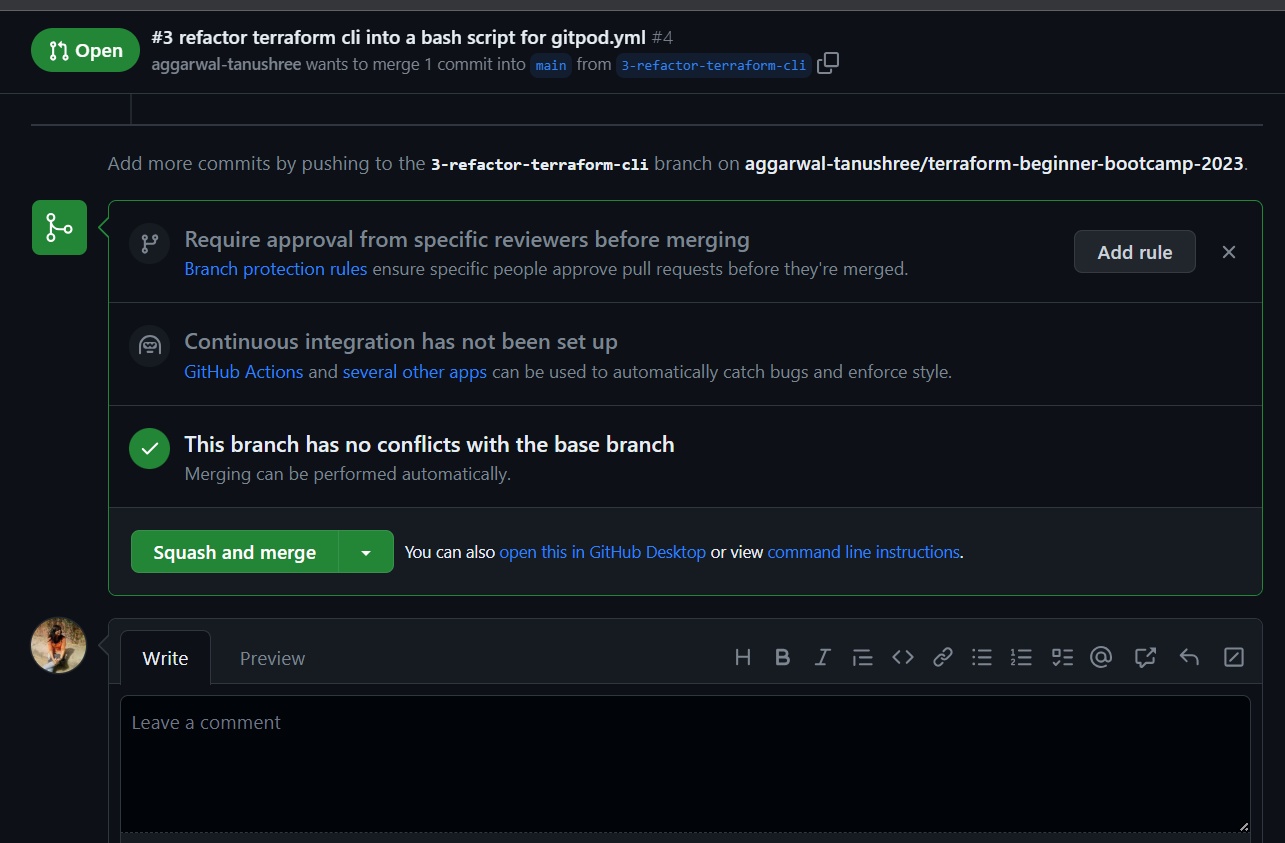 Open
#3 refactor terraform cli into a bash script for gitpod.yml #4
aggarwal-tanushree wants to merge 1 commit into main from 3-refactor-terraform-cli
Add more commits by pushing to the 3-refactor-terraform-cli branch on aggarwal-tanushree/terraform-beginner-bootcamp-2023.
Require approval from specific reviewers before merging
Branch protection rules ensure specific people approve pull requests before they're merged.
Add rule
Continuous integration has not been set up
GitHub Actions and several other apps can be used to automatically catch bugs and enforce style.
This branch has no conflicts with the base branch
Merging can be performed automatically.
Squash and merge
You can also open this in GitHub Desktop or view command line instructions.
Write Preview
Leave a comment